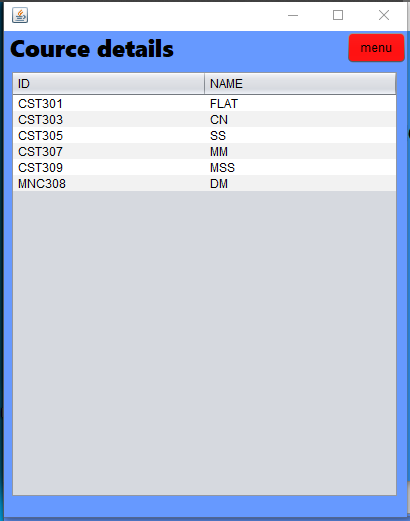 Cource details
menu
ID NAME
CST301 FLAT
CST303 CN
CST305 SS
CST307 MM
CST309 MSS
MNC308 DM